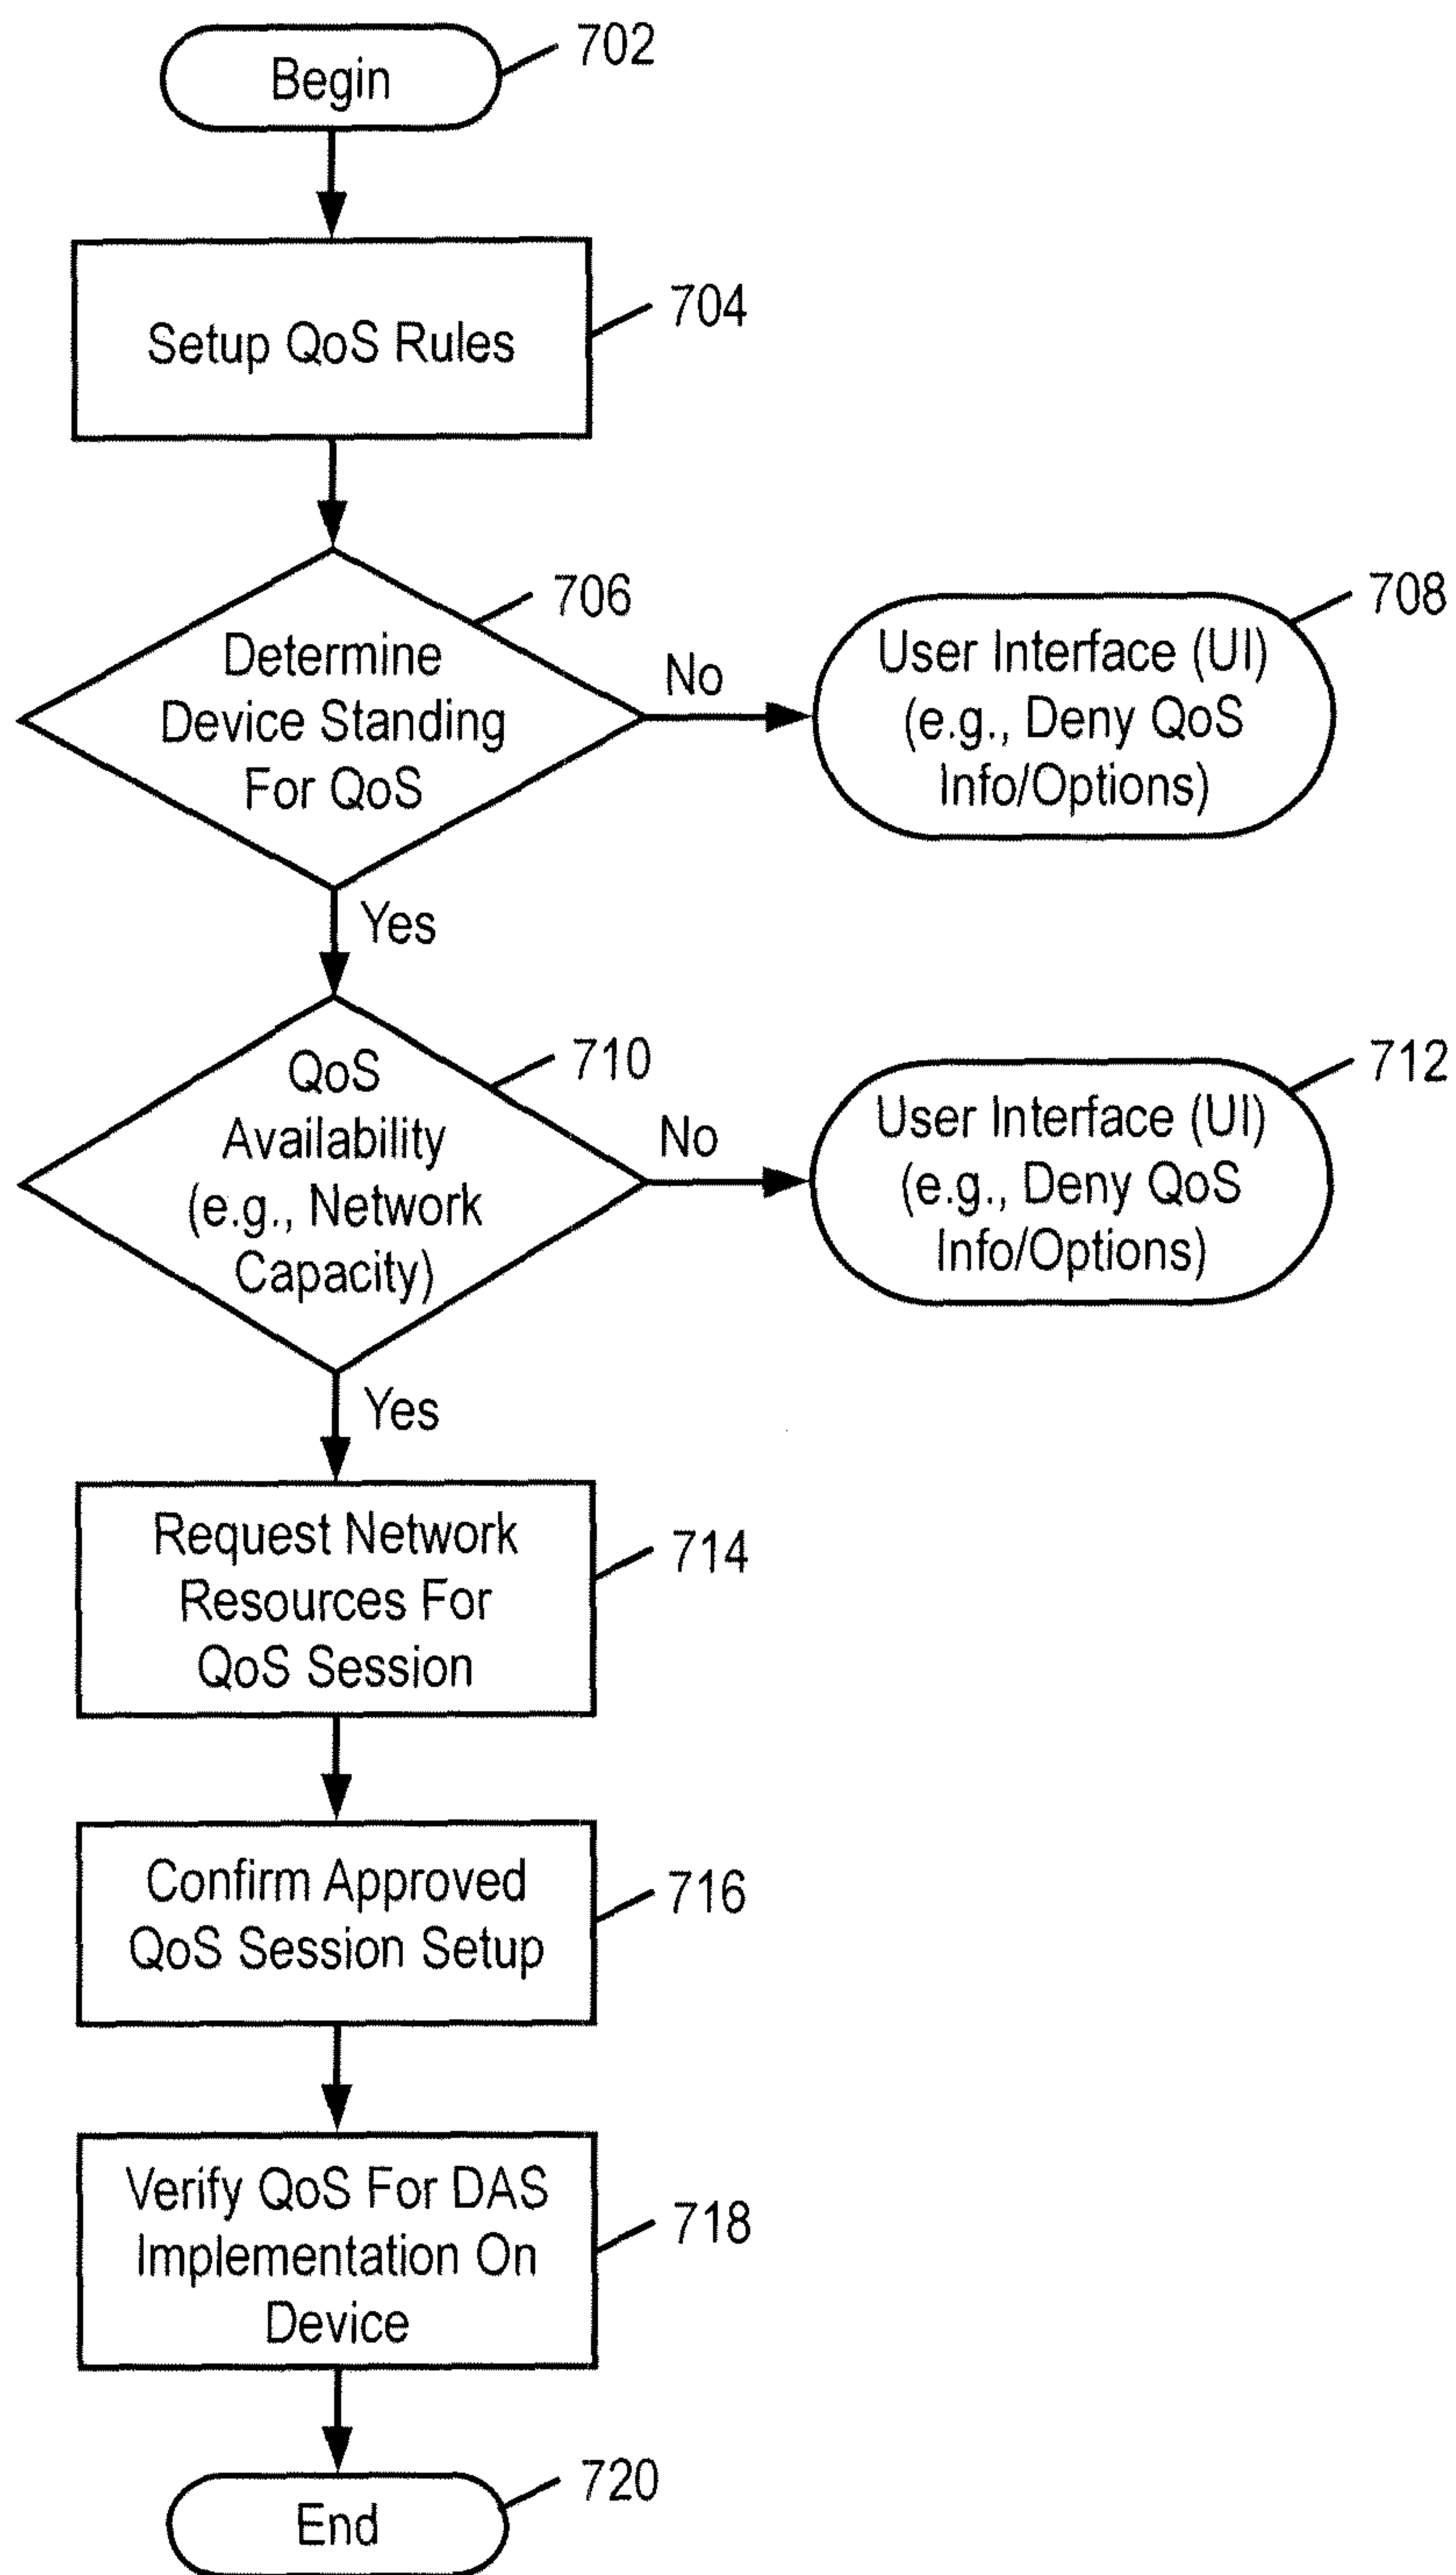 Begin
702
Setup QoS Rules
704
Determine
Device Standing
For QoS
706
No
User Interface (UI)
(e.g., Deny QoS
Info/Options)
708
Yes
QoS
Availability
(e.g., Network
Capacity)
710
No
User Interface (UI)
(e.g., Deny QoS
Info/Options)
712
Yes
Request Network
Resources For
QoS Session
714
Confirm Approved
QoS Session Setup
716
Verify QoS For DAS
Implementation On
Device
718
End
720